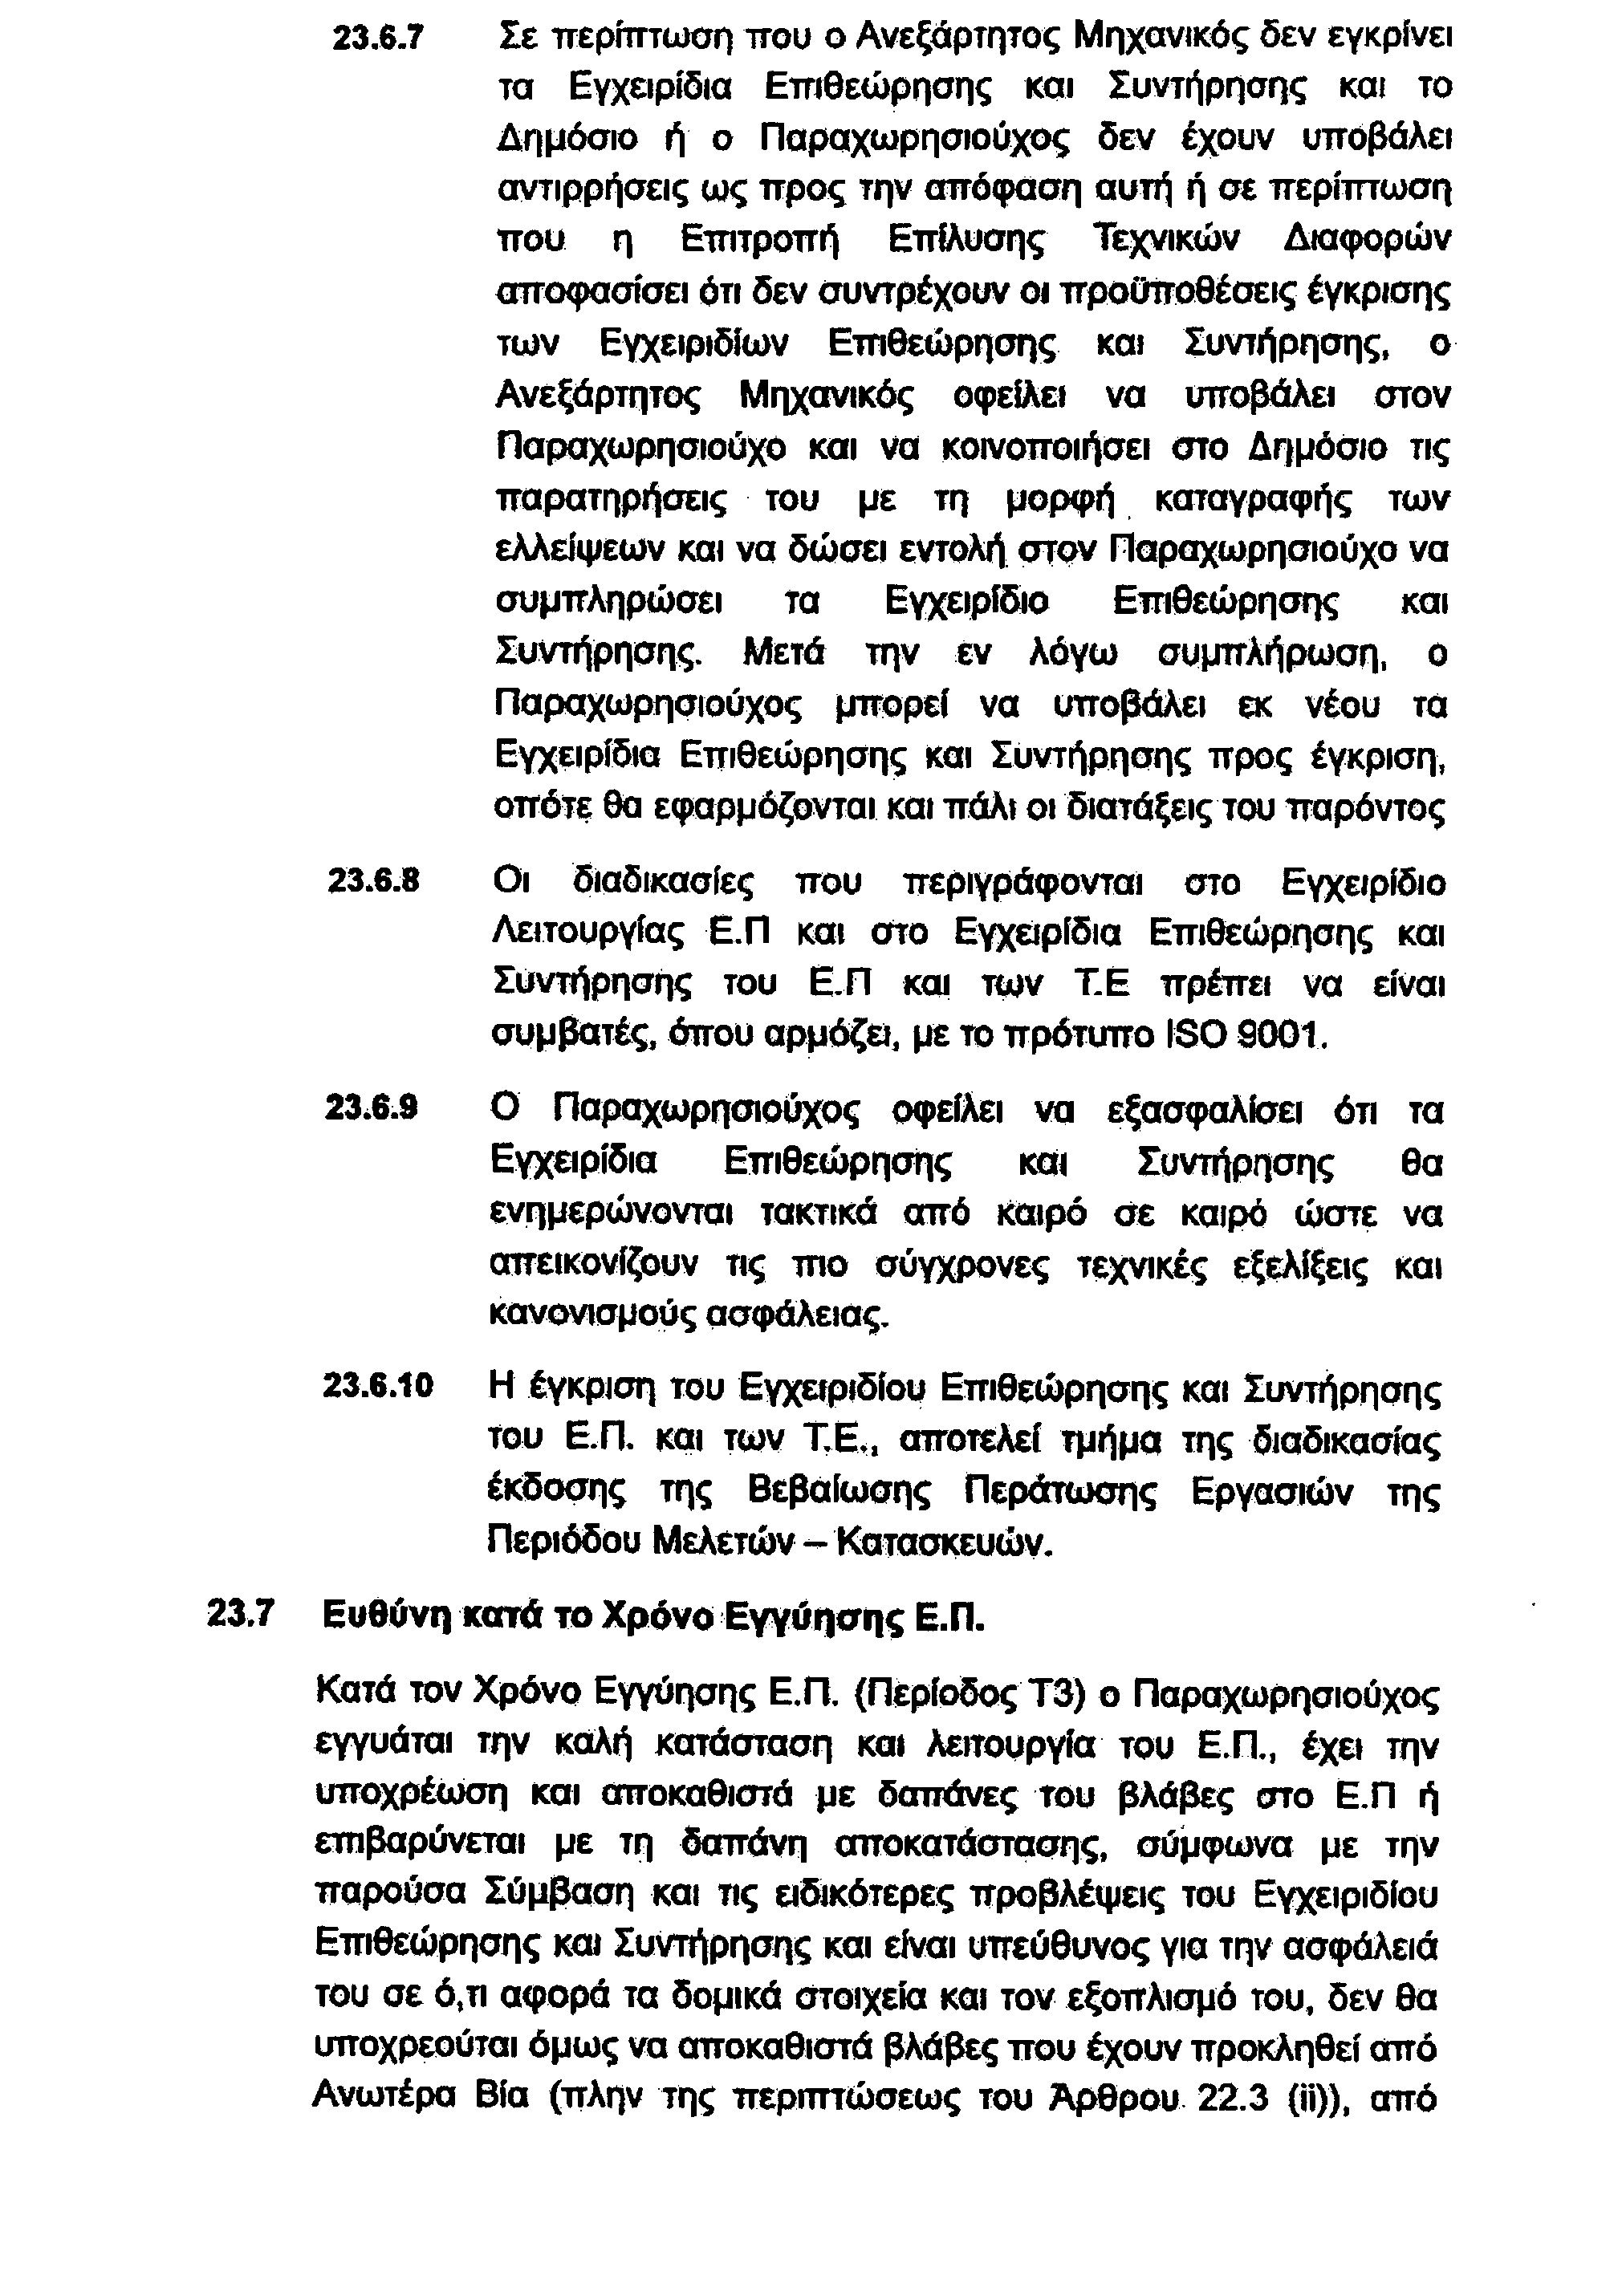 23.6.7 Σε περίπτωση που ο Ανεξάρτητος Μηχανικός δεν εγκρίνει
τα Εγχειρίδια Επιθεώρησης και Συντήρησης και το
Δημόσιο ή ο Παραχωρησιούχος δεν έχουν υποβάλει
αντιρρήσεις ως προς την απόφαση αυτή ή σε περίπτωση
που η Επιτροπή Επίλυσης Τεχνικών Διαφορών
αποφασίσει ότι δεν συντρέχουν οι προϋποθέσεις έγκρισης
των Εγχειριδίων Επιθεώρησης και Συντήρησης, ο
Ανεξάρτητος Μηχανικός οφείλει να υποβάλει στον
Παραχωρησιούχο και να κοινοποιήσει στο Δημόσιο τις
παρατηρήσεις του με τη μορφή καταγραφής των
ελλείψεων και να δώσει εντολή στον Παραχωρησιούχο να
συμπληρώσει τα Εγχειρίδιο Επιθεώρησης και
Συντήρησης. Μετά την εν λόγω συμπλήρωση, ο
Παραχωρησιούχος μπορεί να υποβάλει εκ νέου τα
Εγχειρίδια Επιθεώρησης και Συντήρησης προς έγκριση,
οπότε θα εφαρμόζονται και πάλι οι διατάξεις του παρόντος
23.6.8 Οι διαδικασίες που περιγράφονται στο Εγχειρίδιο
Λειτουργίας Ε.Π και στο Εγχειρίδια Επιθεώρησης και
Συντήρησης του Ε.Π και των Τ.Ε πρέπει να είναι
συμβατές, όπου αρμόζει, με το πρότυπο ISO 9001.
23.6.9 Ο Παραχωρησιούχος οφείλει να εξασφαλίσει ότι τα
Εγχειρίδια Επιθεώρησης και Συντήρησης θα
ενημερώνονται τακτικά από καιρό σε καιρό ώστε να
απεικονίζουν τις πιο σύγχρονες τεχνικές εξελίξεις και
κανονισμούς ασφάλειας.
23.6.10 Η έγκριση του Εγχειριδίου Επιθεώρησης και Συντήρησης
του Ε.Π. και των Τ.Ε., αποτελεί τμήμα της διαδικασίας
έκδοσης της Βεβαίωσης Περάτωσης Εργασιών της
Περιόδου Μελετών – Κατασκευών.
23.7 Ευθύνη κατά το Χρόνο Εγγύησης Ε.Π.
Κατά τον Χρόνο Εγγύησης Ε.Π. (Περίοδος Τ3) ο Παραχωρησιούχος
εγγυάται την καλή κατάσταση και λειτουργία του Ε.Π., έχει την
υποχρέωση και αποκαθιστά με δαπάνες του βλάβες στο Ε.Π ή
επιβαρύνεται με τη δαπάνη αποκατάστασης, σύμφωνα με την
παρούσα Σύμβαση και τις ειδικότερες προβλέψεις του Εγχειριδίου
Επιθεώρησης και Συντήρησης και είναι υπεύθυνος για την ασφάλειά
του σε ό,τι αφορά τα δομικά στοιχεία και τον εξοπλισμό του, δεν θα
υποχρεούται όμως να αποκαθιστά βλάβες που έχουν προκληθεί από
Ανωτέρα Βία (πλην της περιπτώσεως του Άρθρου 22.3 (ii)), από